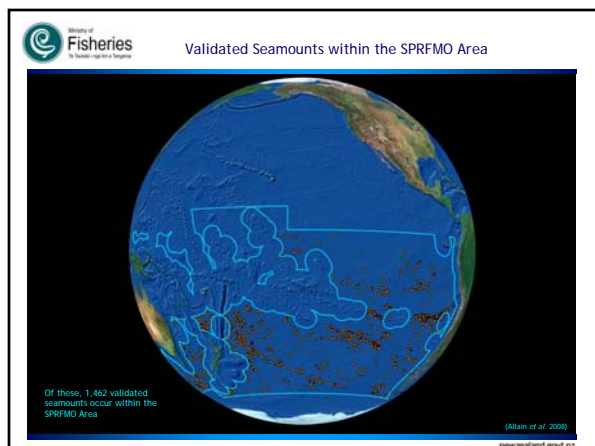 Ministry of
Fisheries
Te Tautiaki i nga tini a Tangaroa
Validated Seamounts within the SPRFMO Area
Of these, 1,462 validated
seamounts occur within the
SPRFMO Area
(Allain et al. 2008)
newzealand.govt.nz